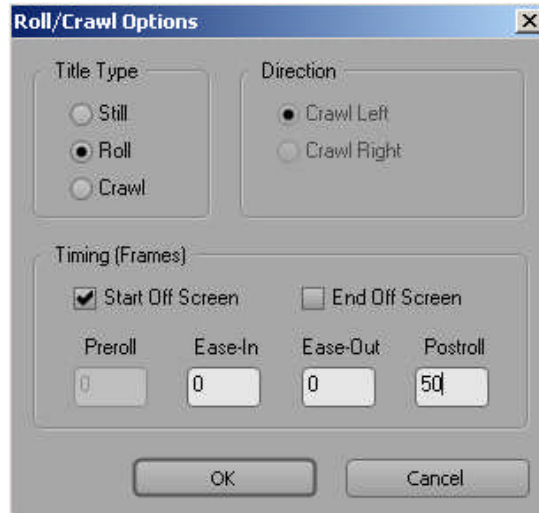 Roll/Crawl Options
Title Type
Still
Roll
Crawl
Direction
Crawl Left
Crawl Right
Timing (Frames)
Start Off Screen End Off Screen
Preroll Ease-In Ease-Out Postroll
0 0 0 50
OK Cancel